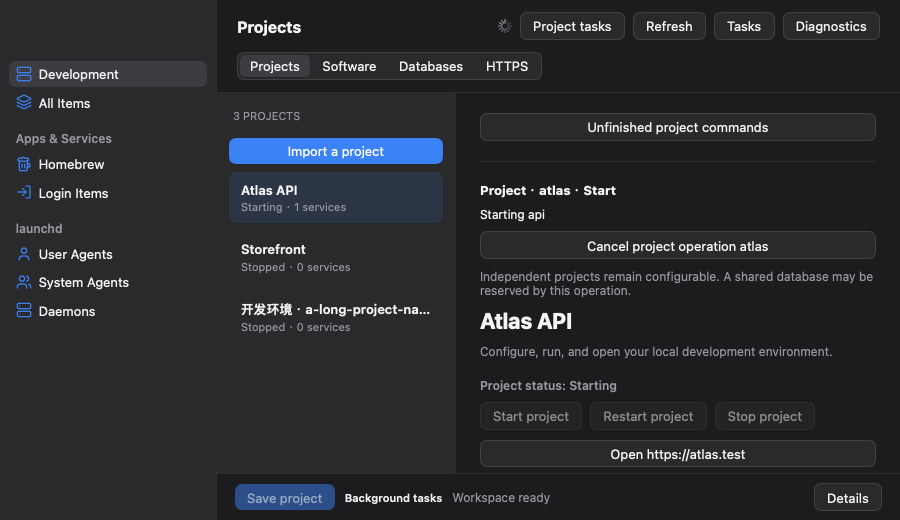 Projects
Project tasks
Refresh
Tasks
Diagnostics
Projects
Software
Databases
HTTPS
Development
All Items
Apps & Services
Homebrew
Login Items
launchd
User Agents
System Agents
Daemons
3 PROJECTS
Import a project
Atlas API
Starting · 1 services
Storefront
Stopped · 0 services
开发环境 · a-long-project-na...
Stopped · 0 services
Unfinished project commands
Project · atlas · Start
Starting api
Cancel project operation atlas
Independent projects remain configurable. A shared database may be
reserved by this operation.
Atlas API
Configure, run, and open your local development environment.
Project status: Starting
Start project
Restart project
Stop project
Open https://atlas.test
Save project
Background tasks
Workspace ready
Details